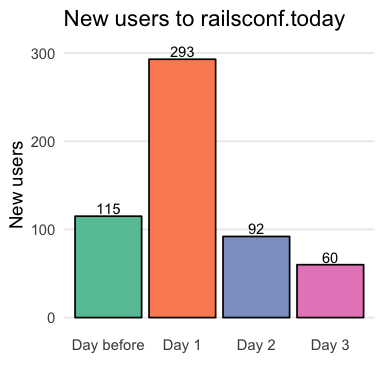 New users to railsconf.today
New users
300
200
100
0
115
293
92
60
Day before
Day 1
Day 2
Day 3